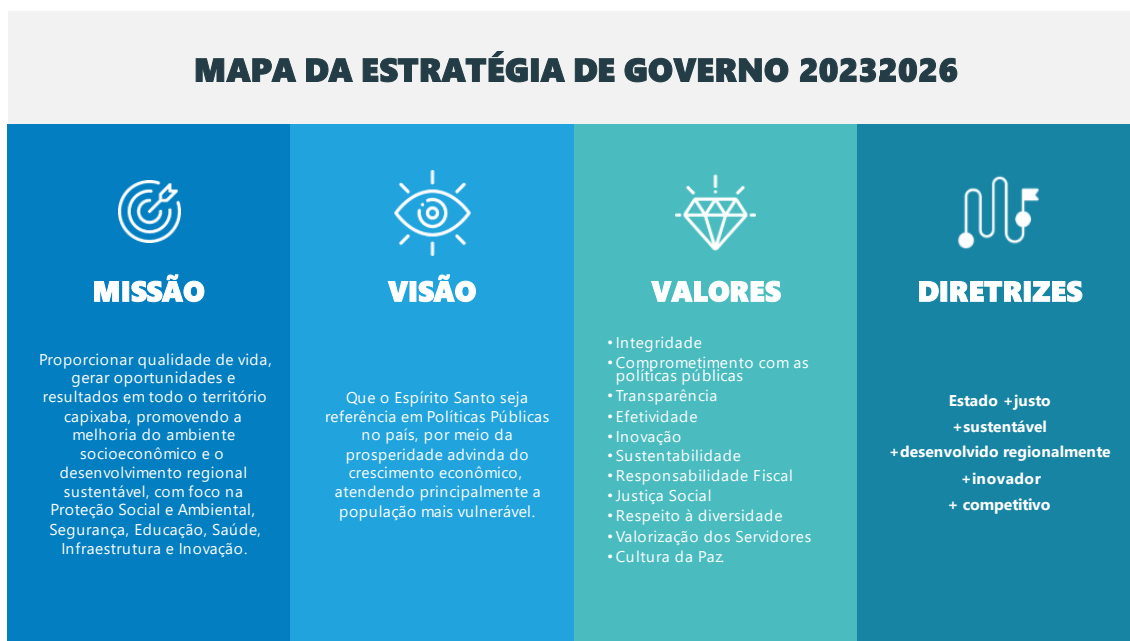 MAPA DA ESTRATÉGIA DE GOVERNO 20232026
MISSÃO
Proporcionar qualidade de vida,
gerar oportunidades e
resultados em todo o território
capixaba, promovendo a
melhoria do ambiente
socioeconômico e o
desenvolvimento regional
sustentável, com foco na
Proteção Social e Ambiental,
Segurança, Educação, Saúde,
Infraestrutura e Inovação.
VISÃO
Que o Espírito Santo seja
referência em Políticas Públicas
no país, por meio da
prosperidade advinda do
crescimento econômico,
atendendo principalmente a
população mais vulnerável.
VALORES
• Integridade
• Comprometimento com as
políticas públicas
• Transparência
• Efetividade
• Inovação
• Sustentabilidade
• Responsabilidade Fiscal
• Justiça Social
• Respeito à diversidade
• Valorização dos Servidores
• Cultura da Paz.
DIRETRIZES
Estado +justo
+sustentável
+desenvolvido regionalmente
+inovador
+ competitivo